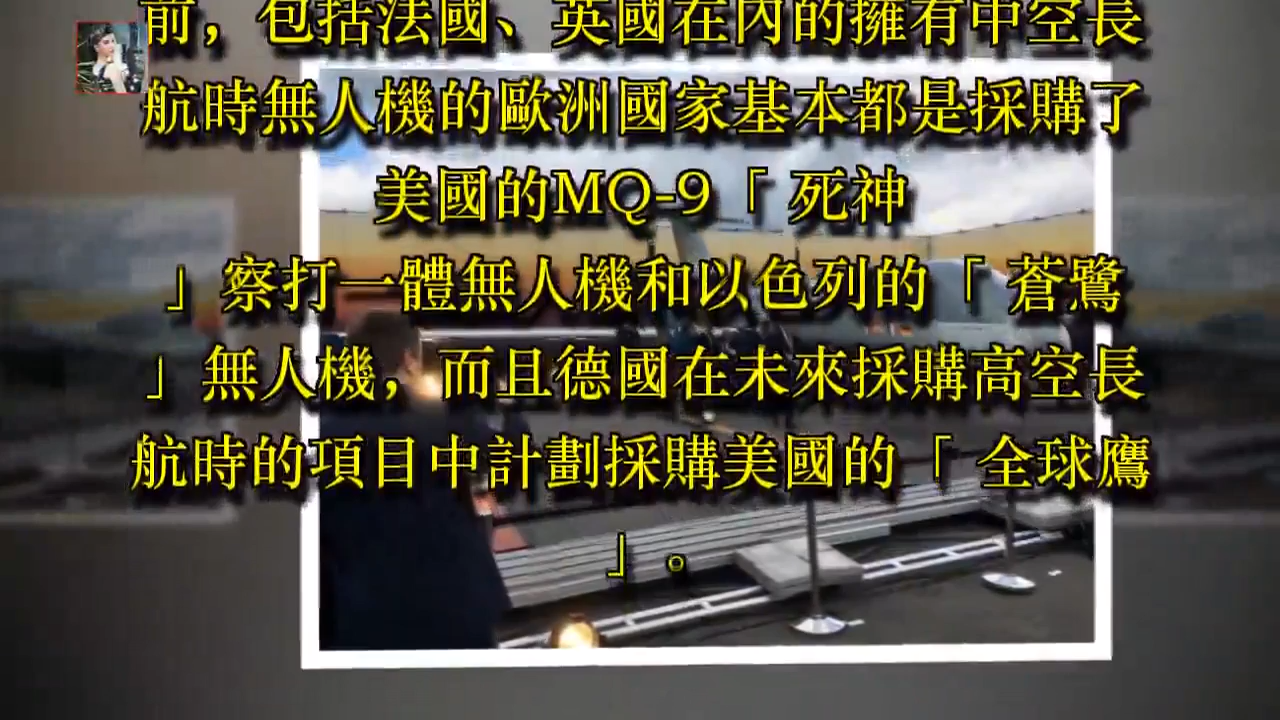 前，包括法國、英國在內的擁有中空長
航時無人機的歐洲國家基本都是採購了
美國的MQ-9「 死神
」察打一體無人機和以色列的「 蒼鷺
」無人機，而且德國在未來採購高空長
航時的項目中計劃採購美國的「 全球鷹
」。